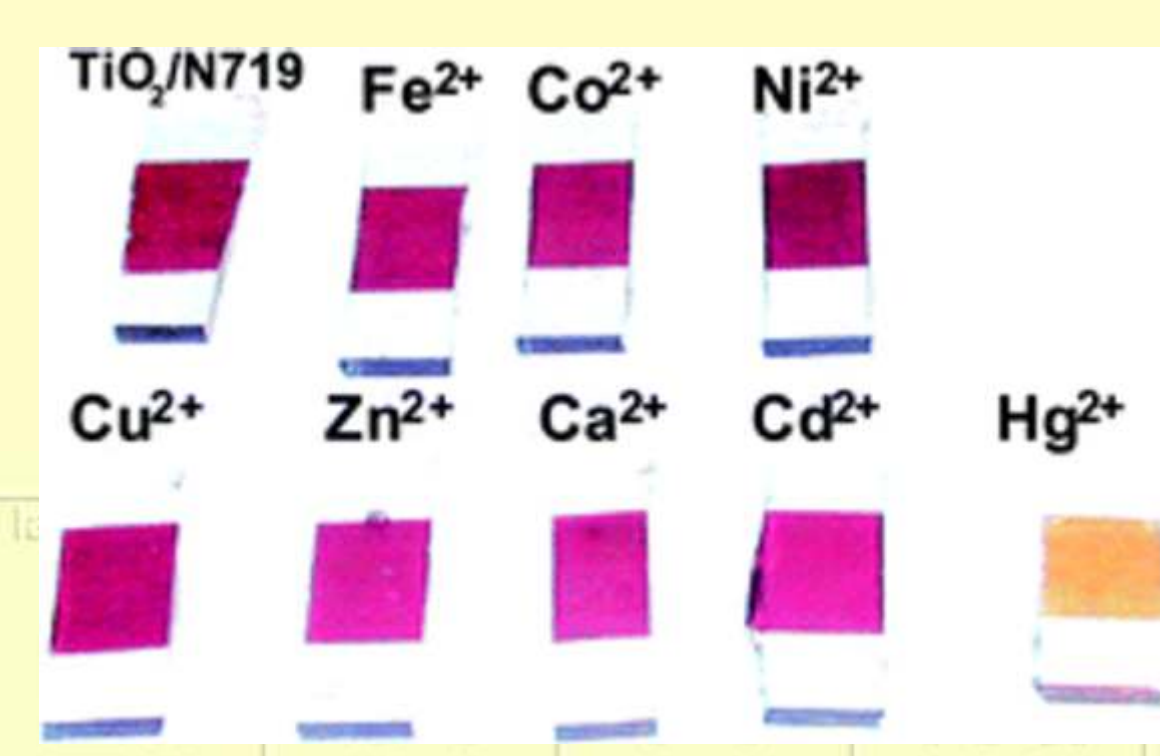 TiO₂/N719 Fe²⁺ Co²⁺ Ni²⁺
Cu²⁺ Zn²⁺ Ca²⁺ Cd²⁺ Hg²⁺